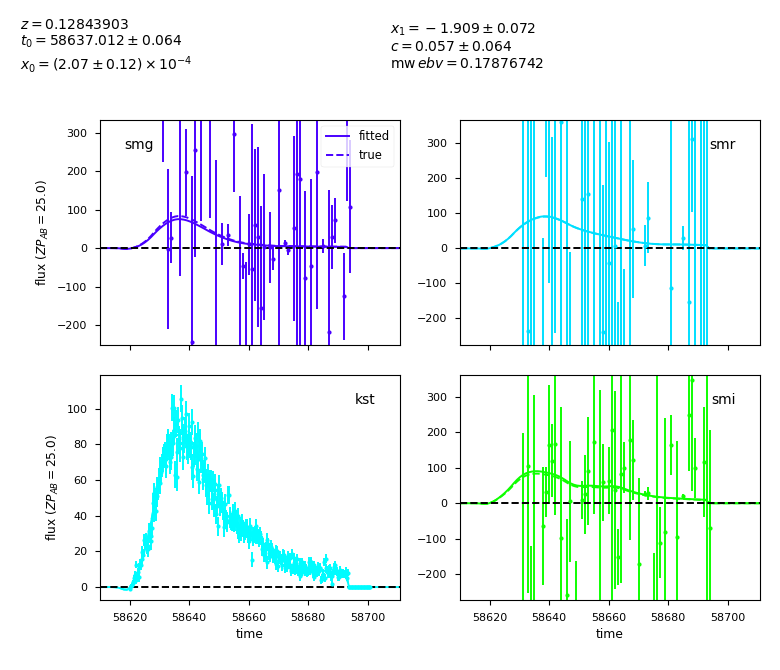 z = 0.12843903
t₀ = 58637.012 ± 0.064
x₀ = (2.07 ± 0.12) × 10⁻⁴
x₁ = −1.909 ± 0.072
c = 0.057 ± 0.064
mw ebv = 0.17876742
smg
fitted
true
300
200
100
0
−100
−200
flux (ZP_AB = 25.0)
smr
300
200
100
0
−100
−200
kst
100
80
60
40
20
0
flux (ZP_AB = 25.0)
58620 58640 58660 58680 58700
time
smi
300
200
100
0
−100
−200
58620 58640 58660 58680 58700
time